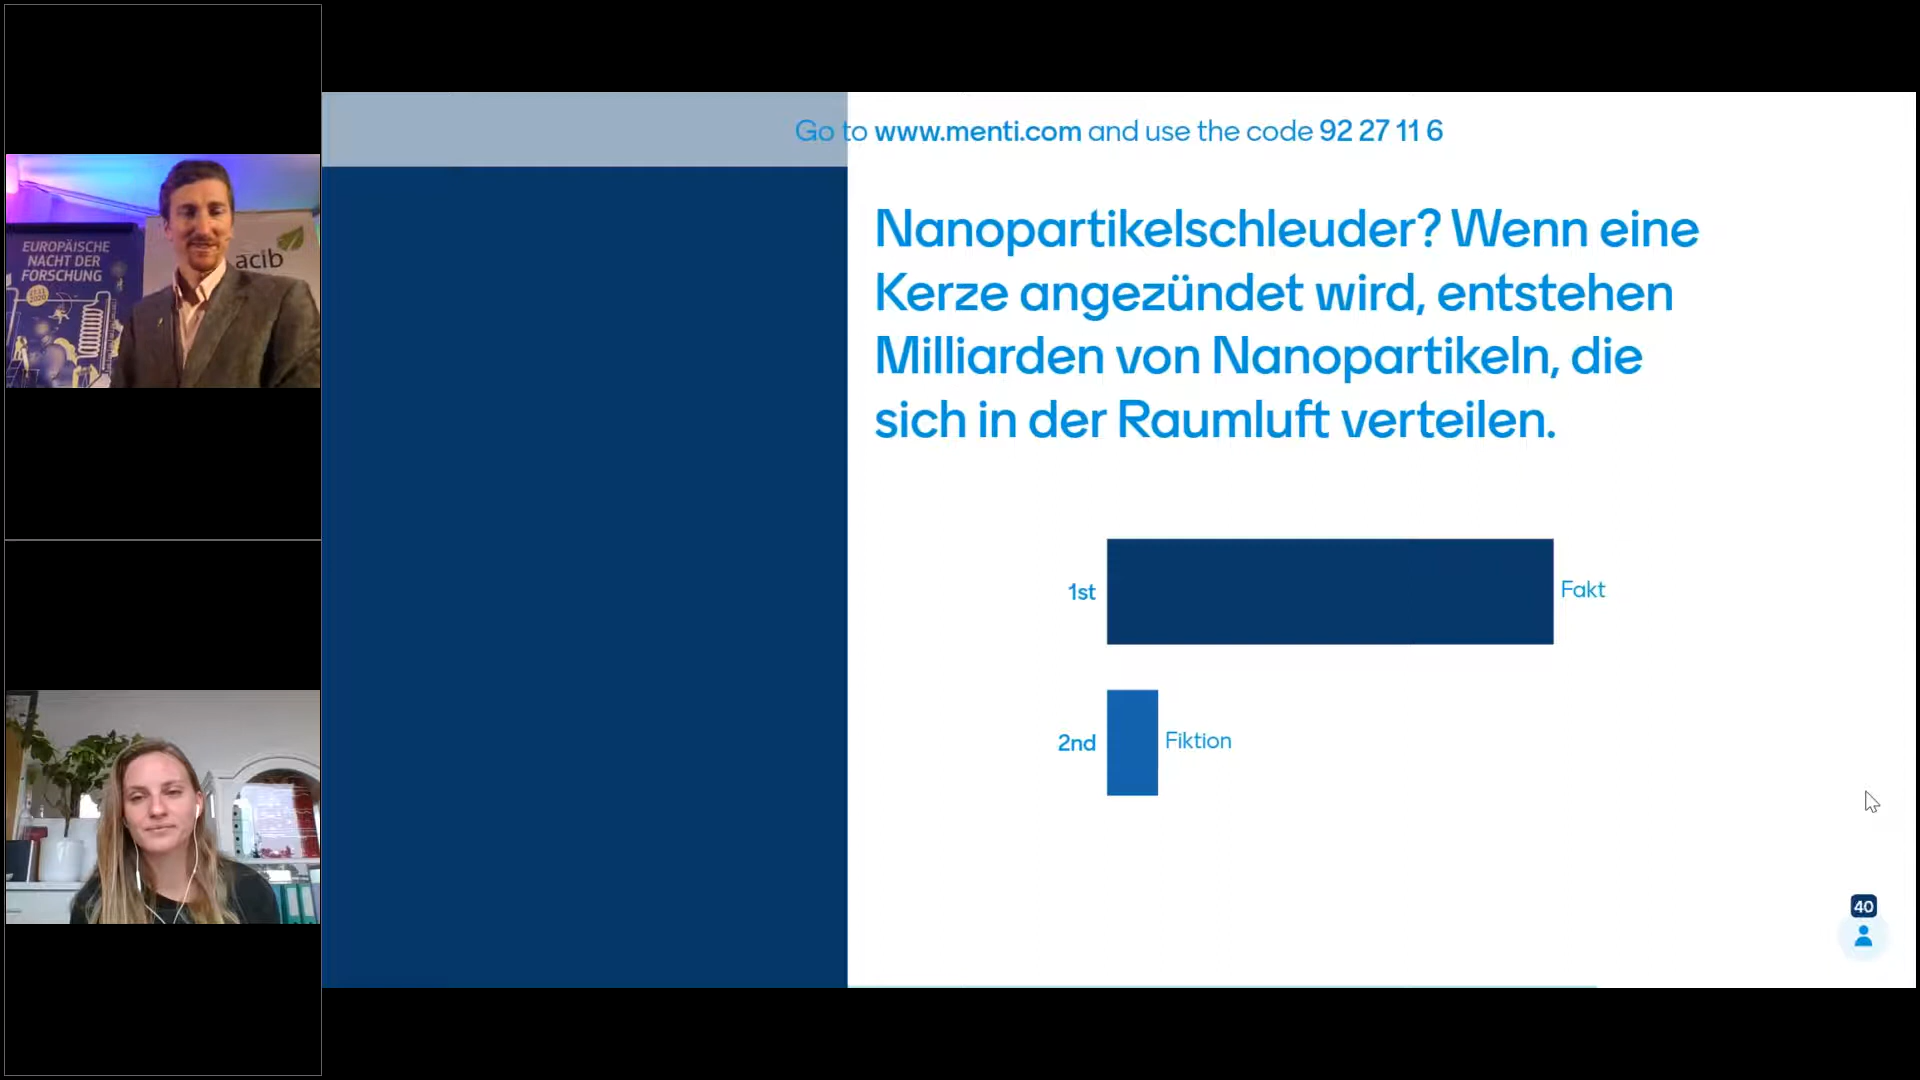 EUROPÄISCHE
NACHT DER
FORSCHUNG
acib
Go to www.menti.com and use the code 92 27 11 6
Nanopartikelschleuder? Wenn eine
Kerze angezündet wird, entstehen
Milliarden von Nanopartikeln, die
sich in der Raumluft verteilen.
1st
Fakt
2nd
Fiktion
40